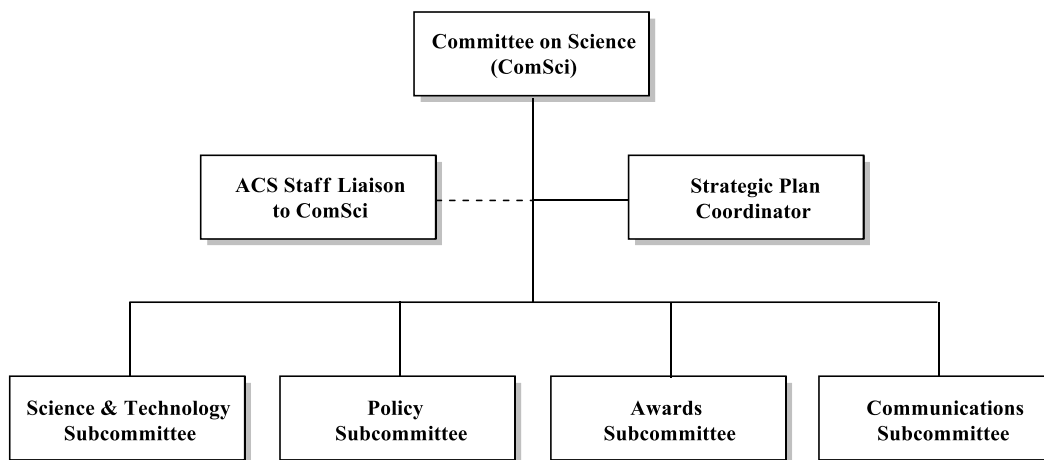 Committee on Science
(ComSci)
ACS Staff Liaison
to ComSci
Strategic Plan
Coordinator
Science & Technology
Subcommittee
Policy
Subcommittee
Awards
Subcommittee
Communications
Subcommittee